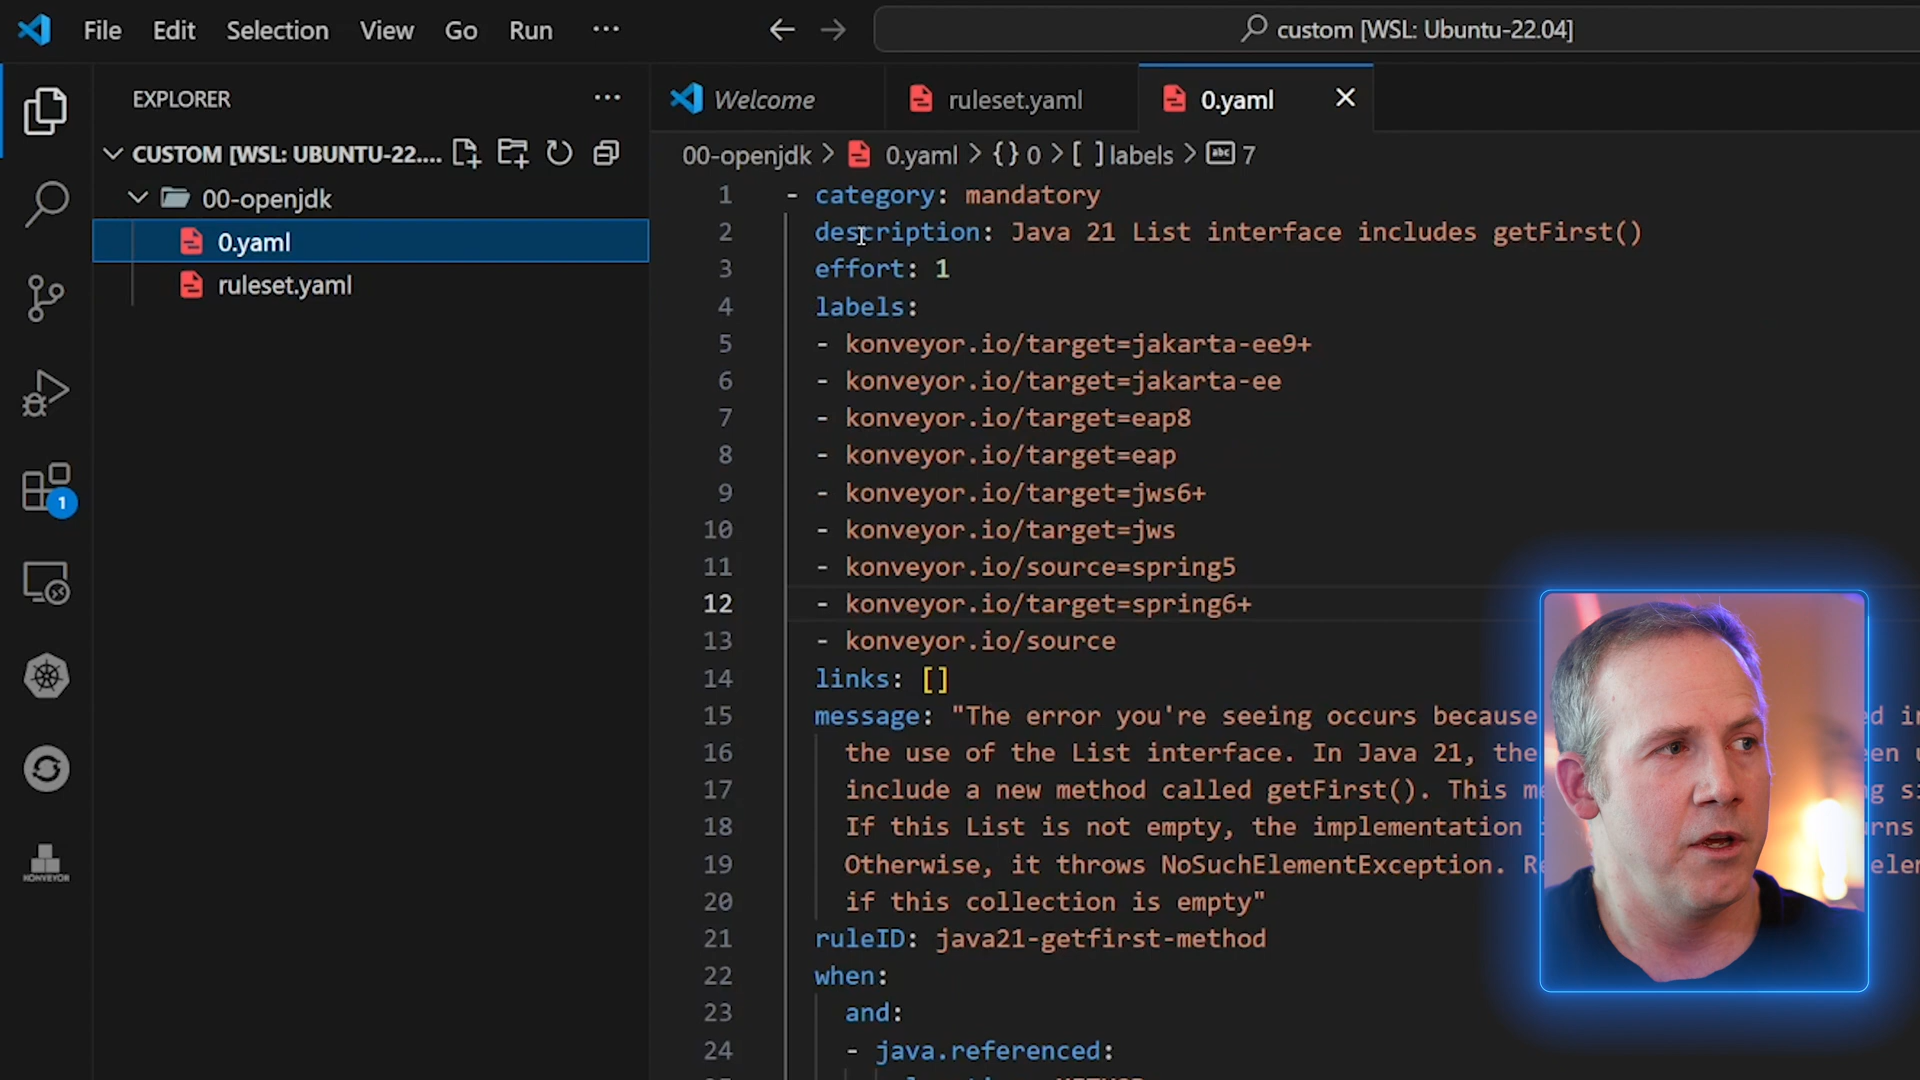 File Edit Selection View Go Run ···
custom [WSL: Ubuntu-22.04]
EXPLORER
CUSTOM [WSL: UBUNTU-22....
00-openjdk
0.yaml
ruleset.yaml
1
KONVEYOR
Welcome
ruleset.yaml
0.yaml
00-openjdk > 0.yaml > {} 0 > [ ] labels > abc 7
1 - category: mandatory
2 description: Java 21 List interface includes getFirst()
3 effort: 1
4 labels:
5 - konveyor.io/target=jakarta-ee9+
6 - konveyor.io/target=jakarta-ee
7 - konveyor.io/target=eap8
8 - konveyor.io/target=eap
9 - konveyor.io/target=jws6+
10 - konveyor.io/target=jws
11 - konveyor.io/source=spring5
12 - konveyor.io/target=spring6+
13 - konveyor.io/source
14 links: []
15 message: "The error you're seeing occurs because
16 the use of the List interface. In Java 21, the
17 include a new method called getFirst(). This
18 If this List is not empty, the implementation
19 Otherwise, it throws NoSuchElementException.
20 if this collection is empty"
21 ruleID: java21-getfirst-method
22 when:
23 and:
24 - java.referenced: